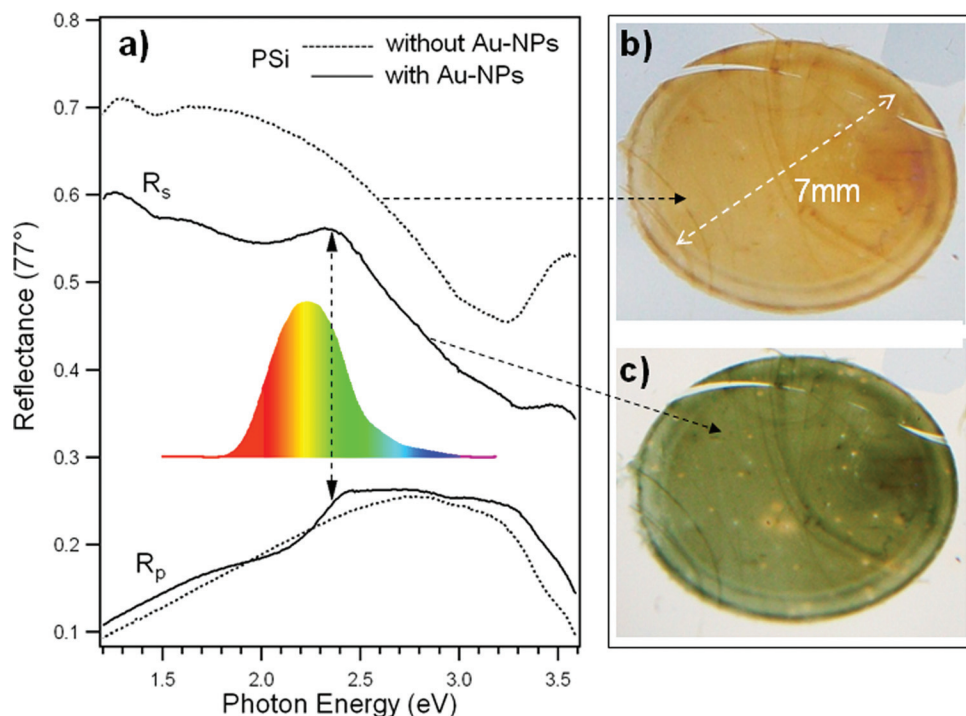 a)
PSi
without Au-NPs
with Au-NPs
0.8
0.7
0.6
0.5
0.4
0.3
0.2
0.1
Reflectance (77°)
Rₛ
Rₚ
1.5 2.0 2.5 3.0 3.5
Photon Energy (eV)
b)
7mm
c)